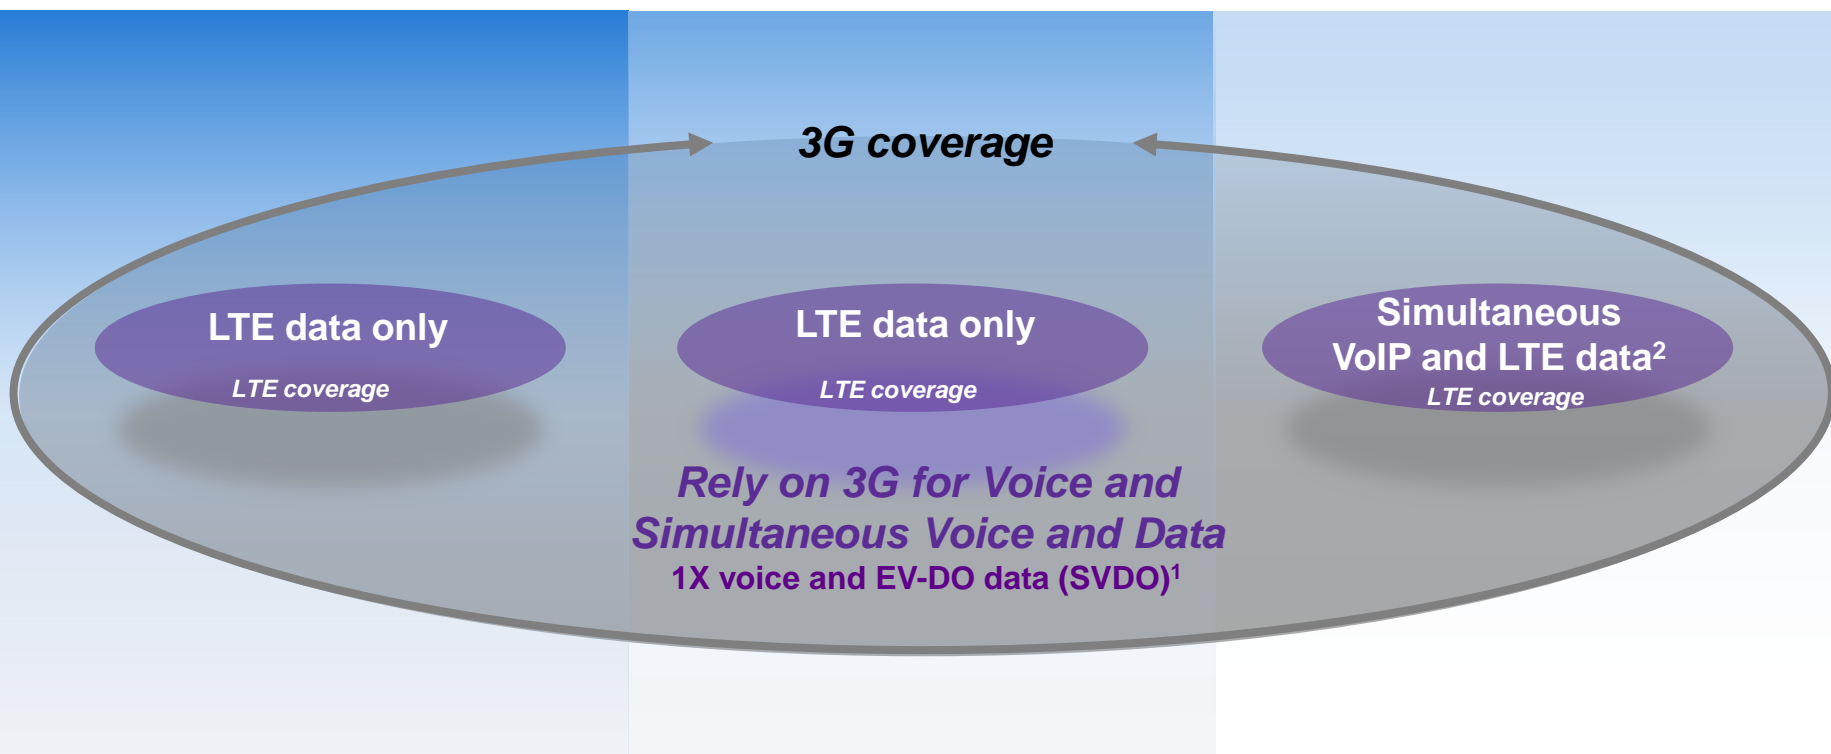 3G coverage
LTE data only
LTE coverage
LTE data only
LTE coverage
Simultaneous
VoIP and LTE data²
LTE coverage
Rely on 3G for Voice and
Simultaneous Voice and Data
1X voice and EV-DO data (SVDO)¹